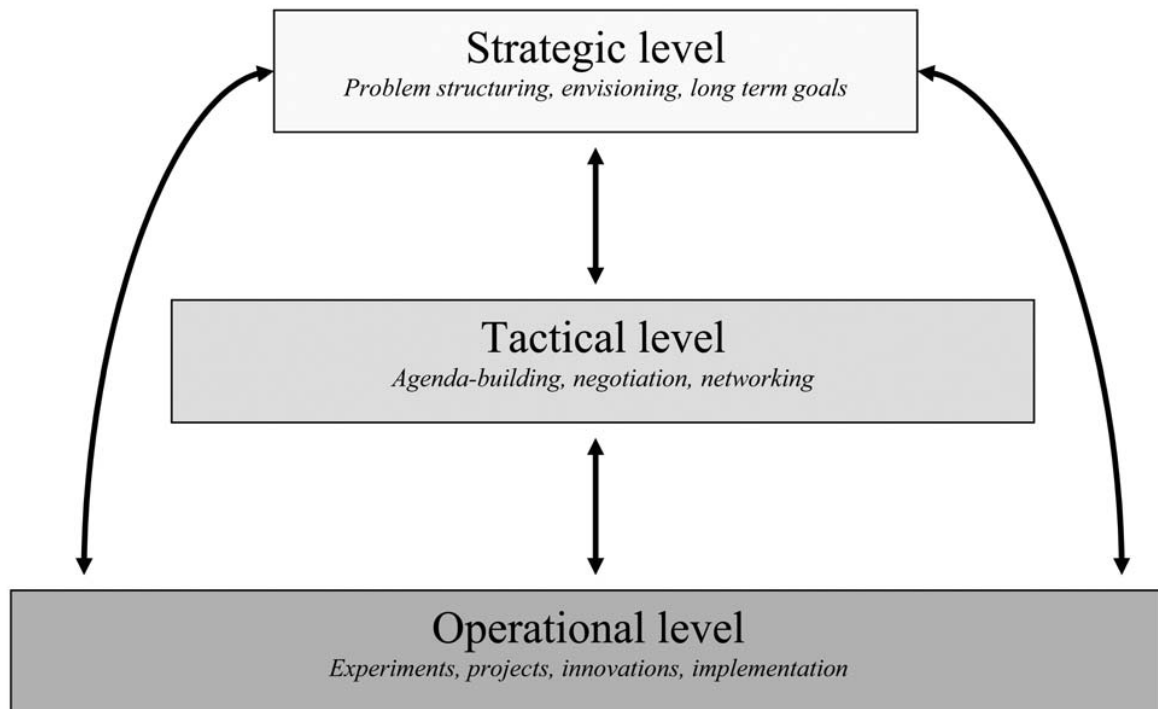 Strategic level
Problem structuring, envisioning, long term goals
Tactical level
Agenda-building, negotiation, networking
Operational level
Experiments, projects, innovations, implementation